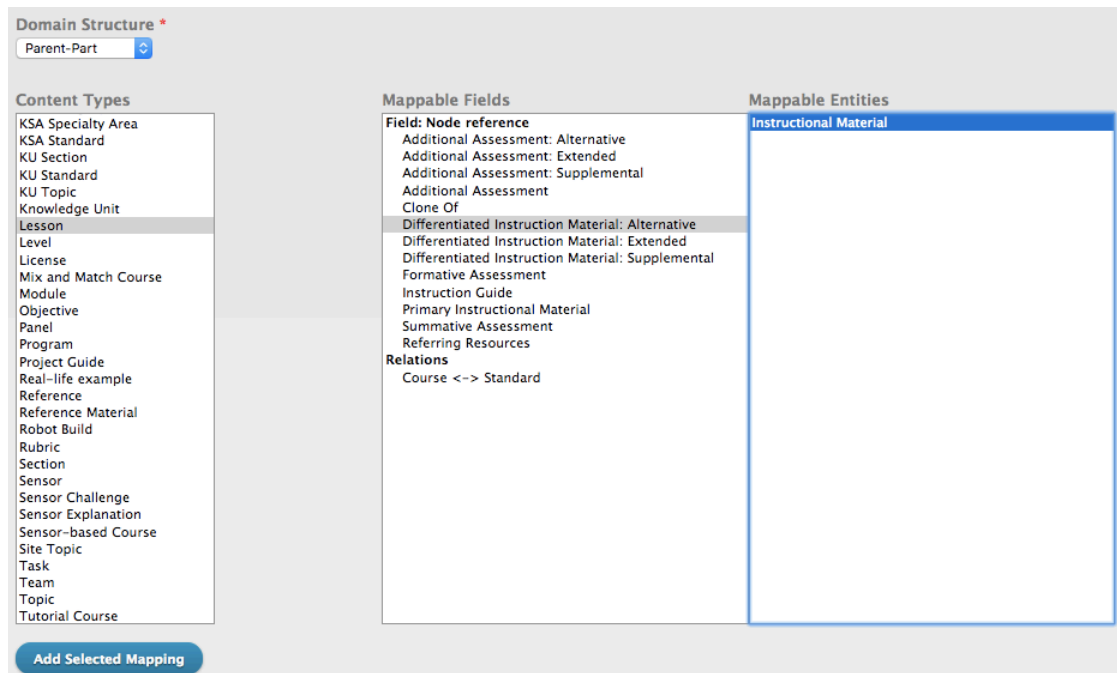 Domain Structure *
Parent-Part
Content Types
KSA Specialty Area
KSA Standard
KU Section
KU Standard
KU Topic
Knowledge Unit
Lesson
Level
License
Mix and Match Course
Module
Objective
Panel
Program
Project Guide
Real-life example
Reference
Reference Material
Robot Build
Rubric
Section
Sensor
Sensor Challenge
Sensor Explanation
Sensor-based Course
Site Topic
Task
Team
Topic
Tutorial Course
Mappable Fields
Field: Node reference
Additional Assessment: Alternative
Additional Assessment: Extended
Additional Assessment: Supplemental
Additional Assessment
Clone Of
Differentiated Instruction Material: Alternative
Differentiated Instruction Material: Extended
Differentiated Instruction Material: Supplemental
Formative Assessment
Instruction Guide
Primary Instructional Material
Summative Assessment
Referring Resources
Relations
Course <-> Standard
Mappable Entities
Instructional Material
Add Selected Mapping